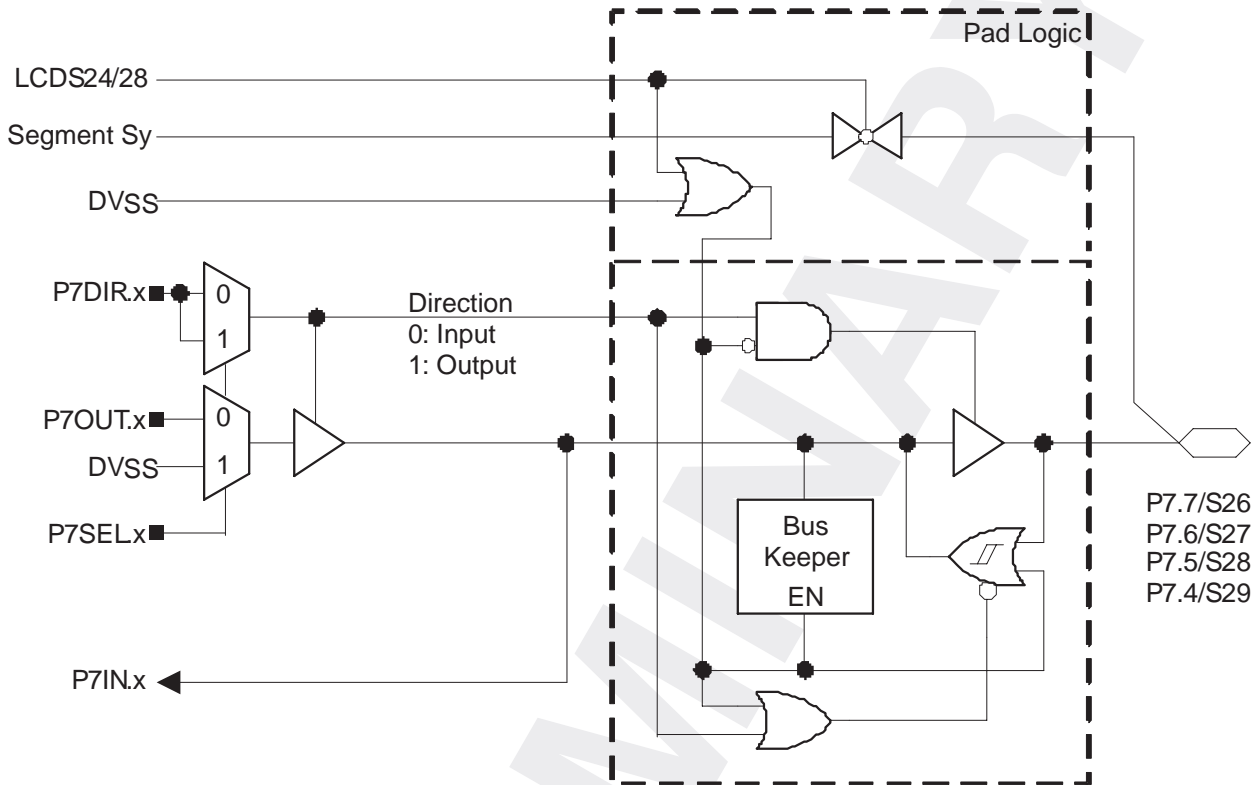 Pad Logic
LCDS24/28
Segment Sy
DVSS
P7DIR.x
0
1
Direction
0: Input
1: Output
P7OUT.x
0
DVSS
1
P7SEL.x
Bus
Keeper
EN
P7.7/S26
P7.6/S27
P7.5/S28
P7.4/S29
P7IN.x
MINARY